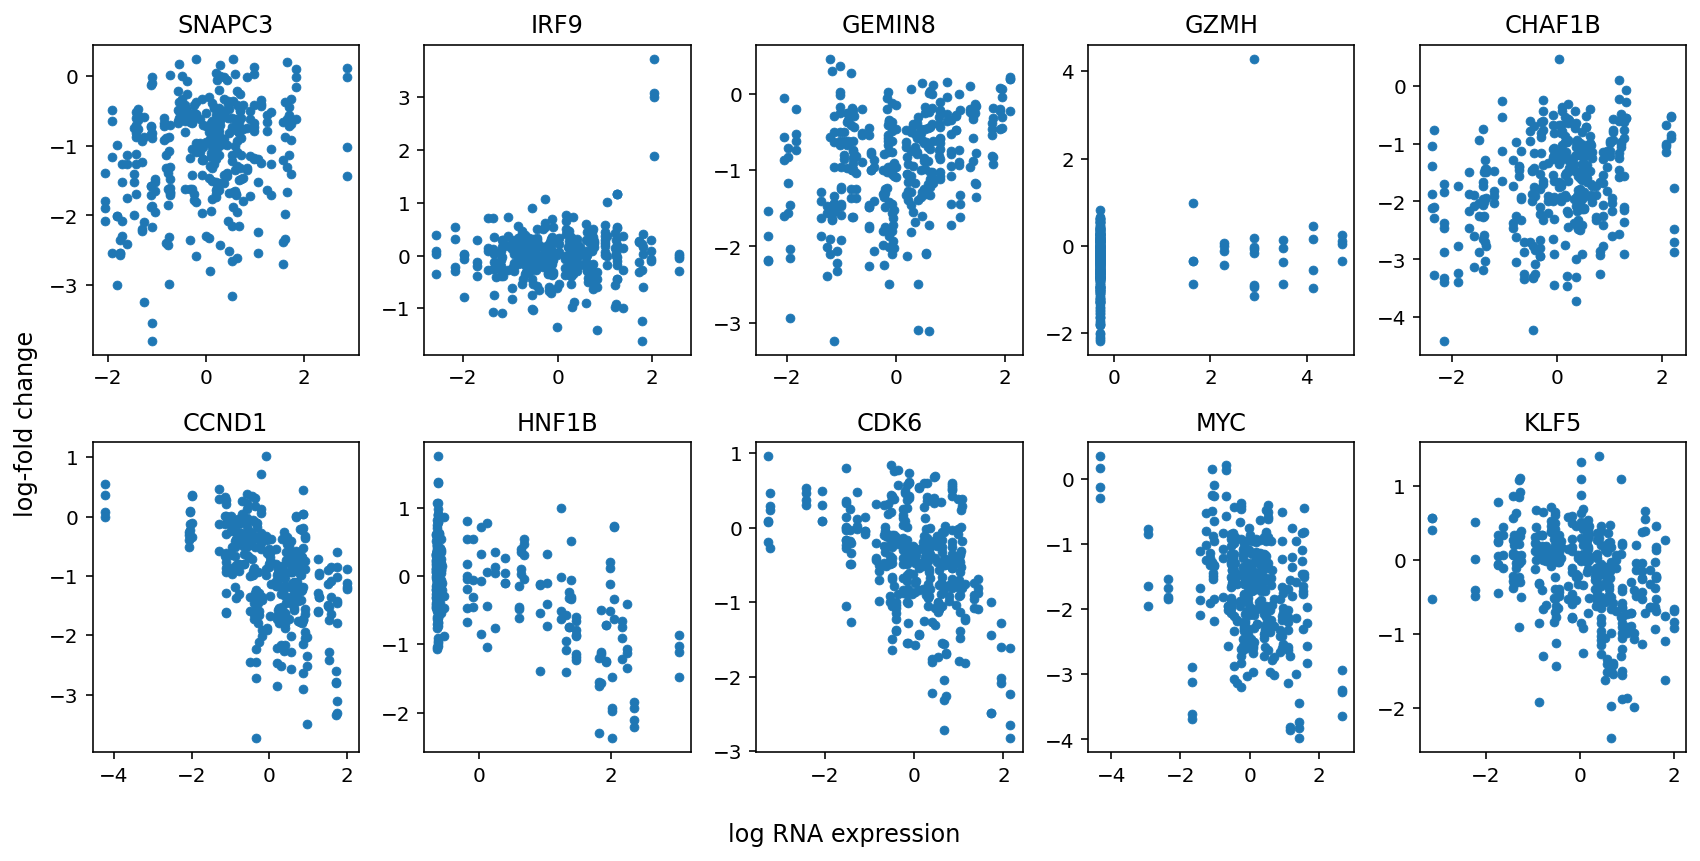 SNAPC3 IRF9 GEMIN8 GZMH CHAF1B
0 −1 −2 −3
−2 0 2
3 2 1 0 −1
−2 0 2
0 −1 −2 −3
−2 0 2
4 2 0 −2
0 2 4
0 −1 −2 −3 −4
−2 0 2
log-fold change
CCND1 HNF1B CDK6 MYC KLF5
1 0 −1 −2 −3
−4 −2 0 2
1 0 −1 −2
0 2
1 0 −1 −2 −3
−2 0 2
0 −1 −2 −3 −4
−4 −2 0 2
1 0 −1 −2
−2 0 2
log RNA expression